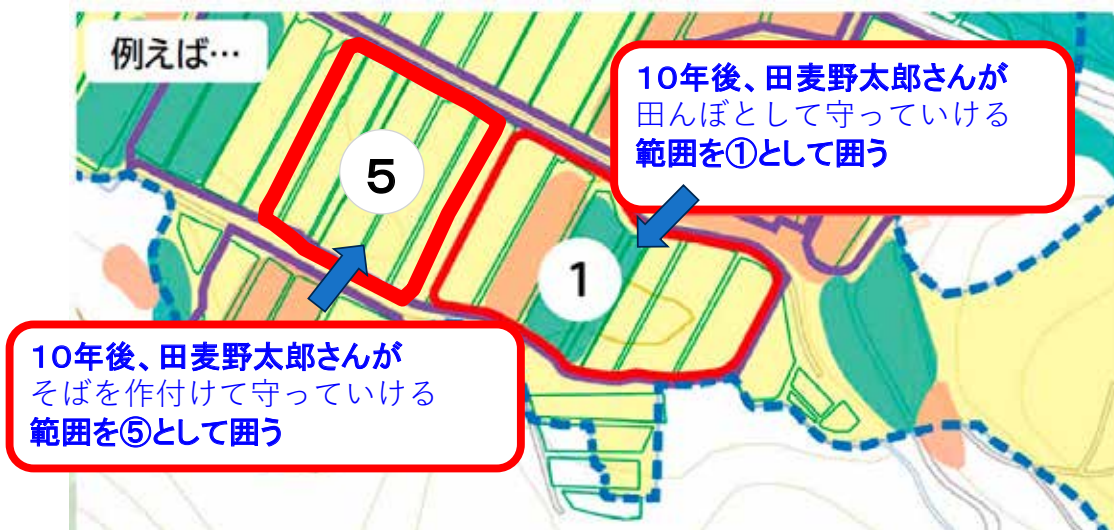 例えば…
10年後、田麦野太郎さんが
田んぼとして守っていける
範囲を①として囲う
5
1
10年後、田麦野太郎さんが
そばを作付けて守っていける
範囲を⑤として囲う